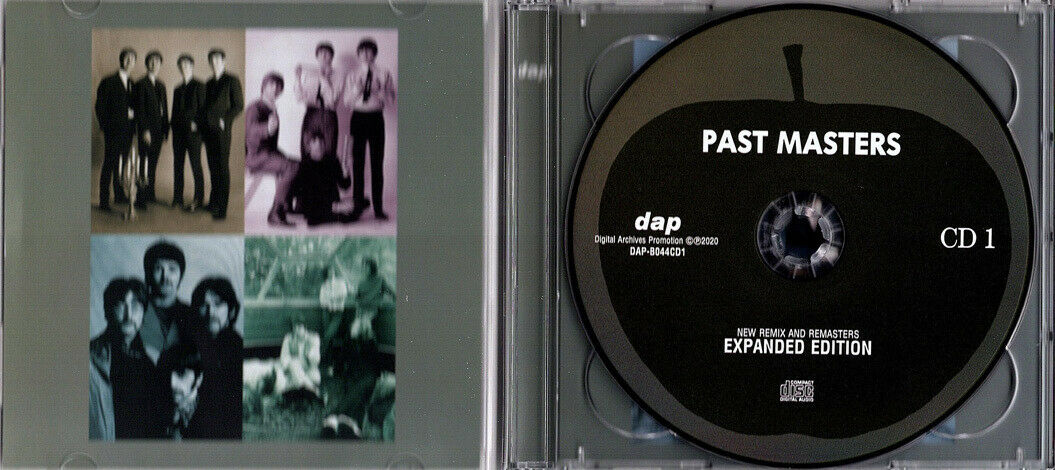 dap
PAST MASTERS
dap
Digital Archives Promotion ©℗2020
DAP-B044CD1
CD 1
NEW REMIX AND REMASTERS
EXPANDED EDITION
COMPACT
disc
DIGITAL AUDIO